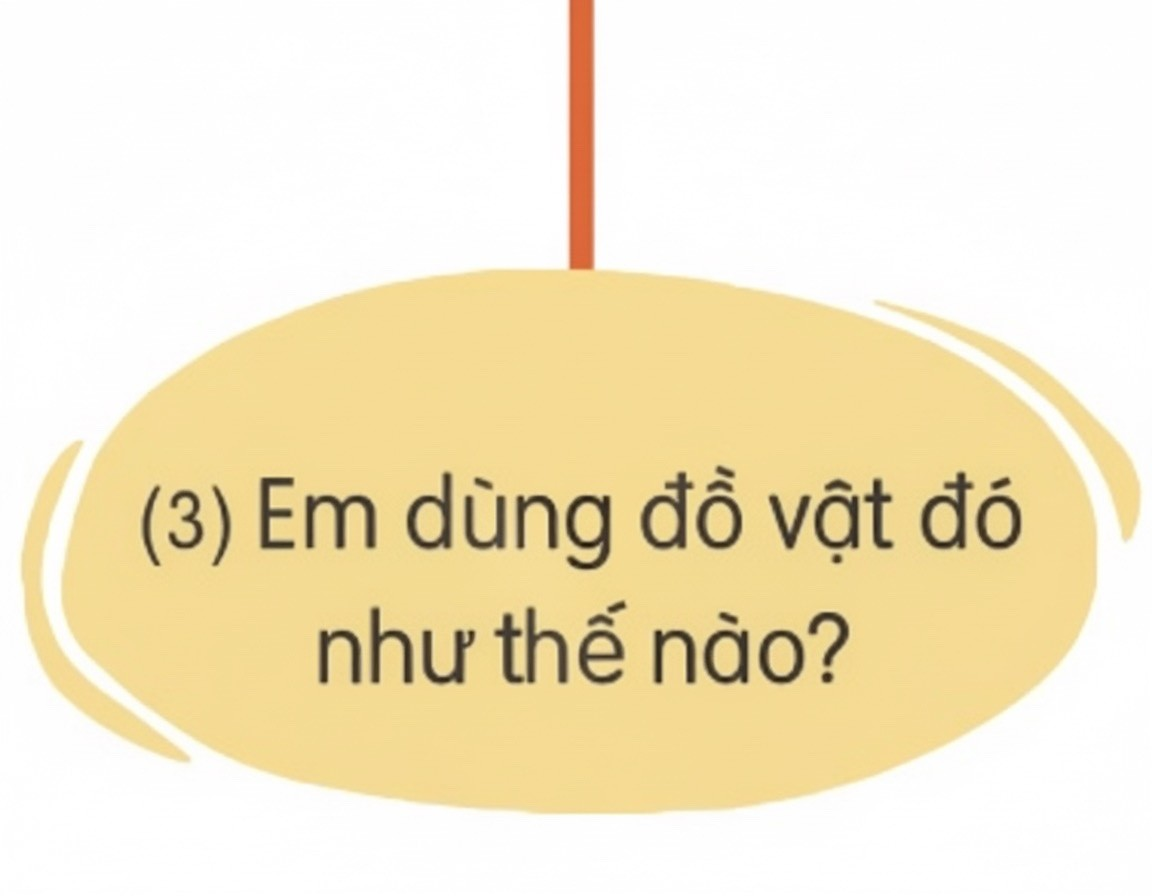 (3) Em dùng đồ vật đó
như thế nào?